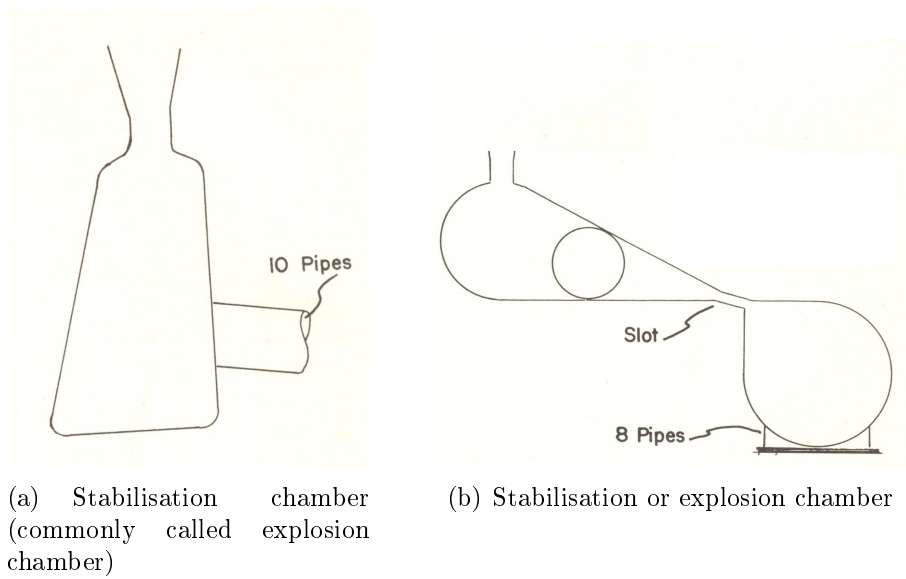 10 Pipes
Slot
8 Pipes
(a) Stabilisation chamber
(commonly called explosion
chamber)
(b) Stabilisation or explosion chamber